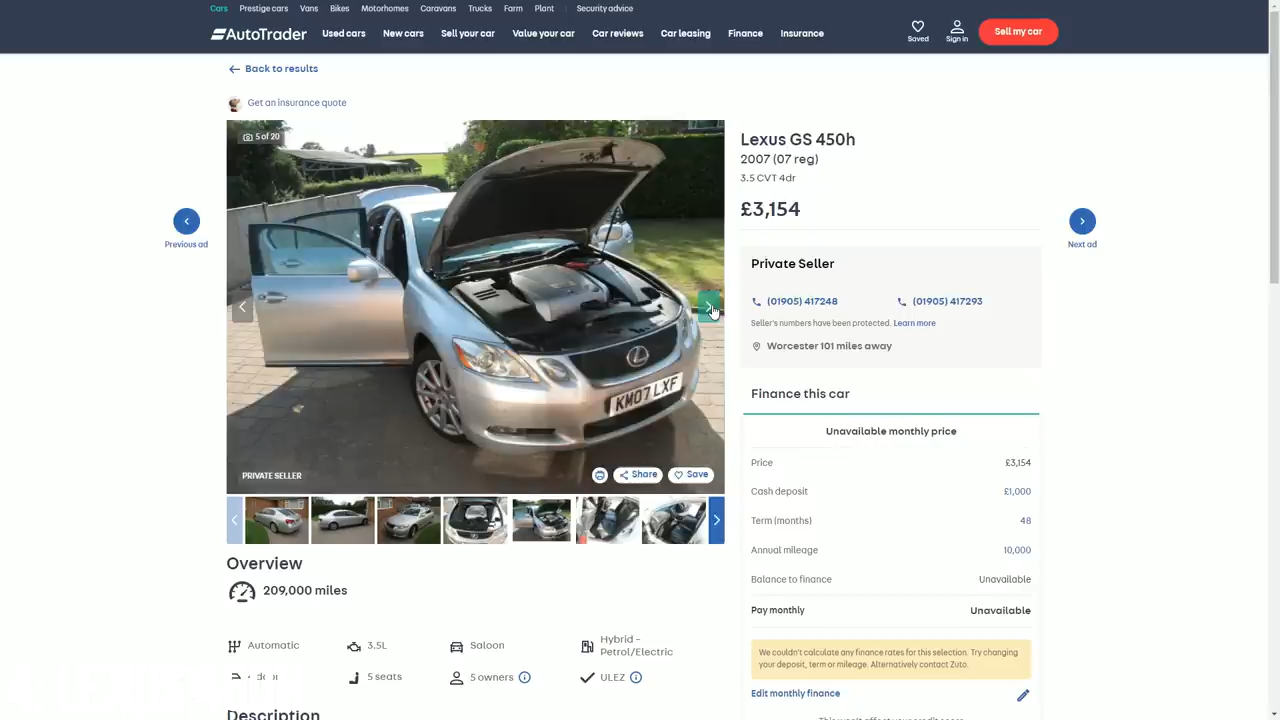 Cars Prestige cars Vans Bikes Motorhomes Caravans Trucks Farm Plant Security advice
AutoTrader Used cars New cars Sell your car Value your car Car reviews Car leasing Finance Insurance Saved Sign in Sell my car
Back to results
Get an insurance quote
5 of 20
KM07 LXF
PRIVATE SELLER Share Save
Previous ad
Next ad
Lexus GS 450h
2007 (07 reg)
3.5 CVT 4dr
£3,154
Private Seller
(01905) 417248 (01905) 417293
Seller's numbers have been protected. Learn more
Worcester 101 miles away
Finance this car
Unavailable monthly price
Price £3,154
Cash deposit £1,000
Term (months) 48
Annual mileage 10,000
Balance to finance Unavailable
Pay monthly Unavailable
We couldn't calculate any finance rates for this selection. Try changing
your deposit, term or mileage. Alternatively contact Zuto.
Edit monthly finance
This won't affect your credit score
Overview
209,000 miles
Automatic 3.5L Saloon Hybrid –
Petrol/Electric
5 seats 5 owners ULEZ
Description